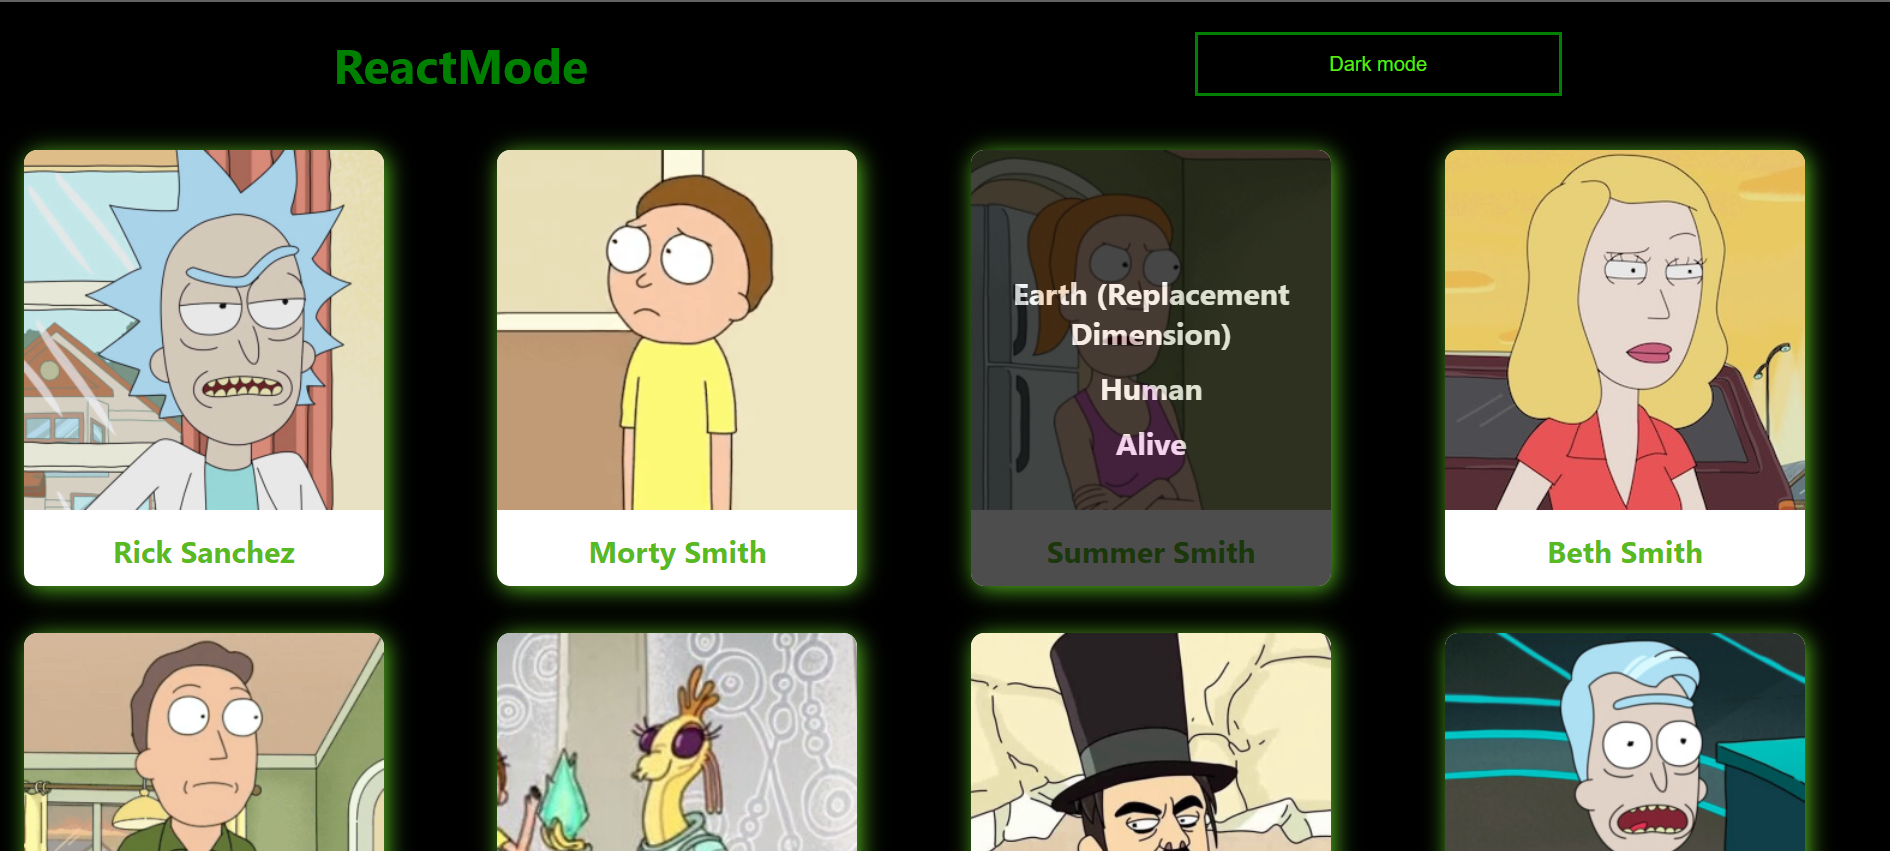 ReactMode
Dark mode
Earth (Replacement
Dimension)
Human
Alive
Rick Sanchez
Morty Smith
Summer Smith
Beth Smith